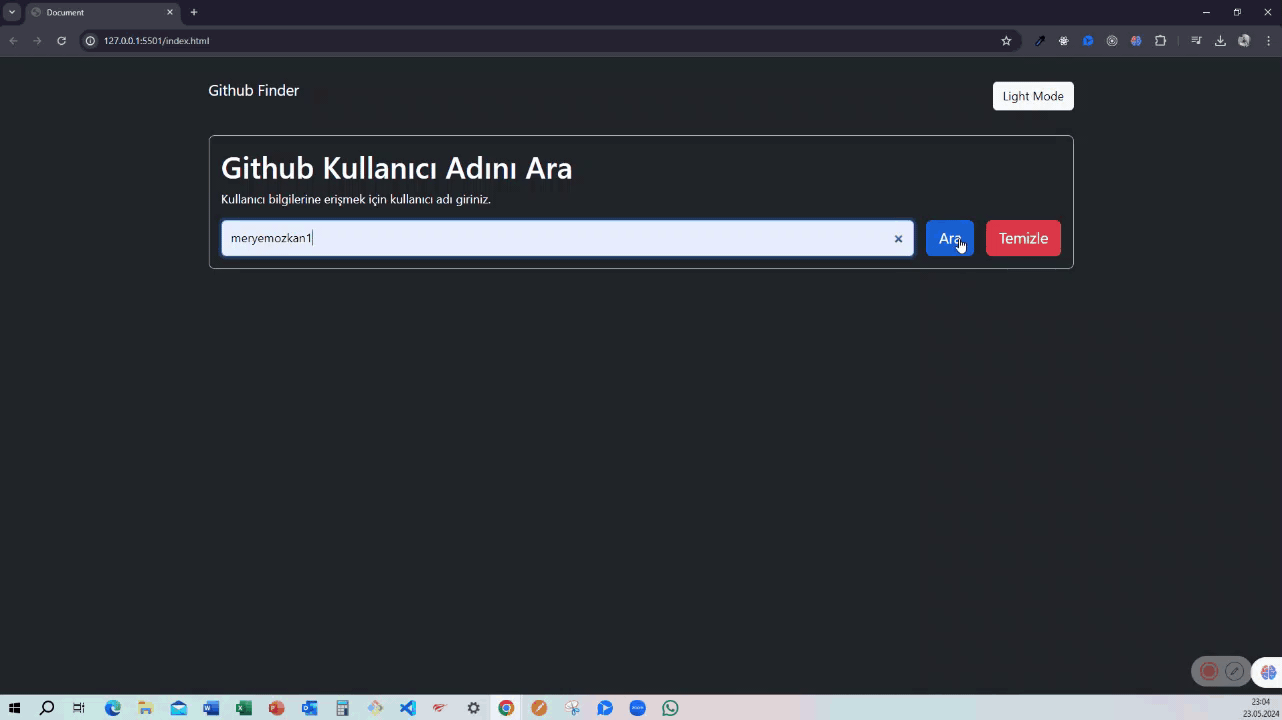 Document
127.0.0.1:5501/index.html
Github Finder
Light Mode
Github Kullanıcı Adını Ara
Kullanıcı bilgilerine erişmek için kullanıcı adı giriniz.
meryemozkan1
Ara
Temizle
23:04
23.05.2024